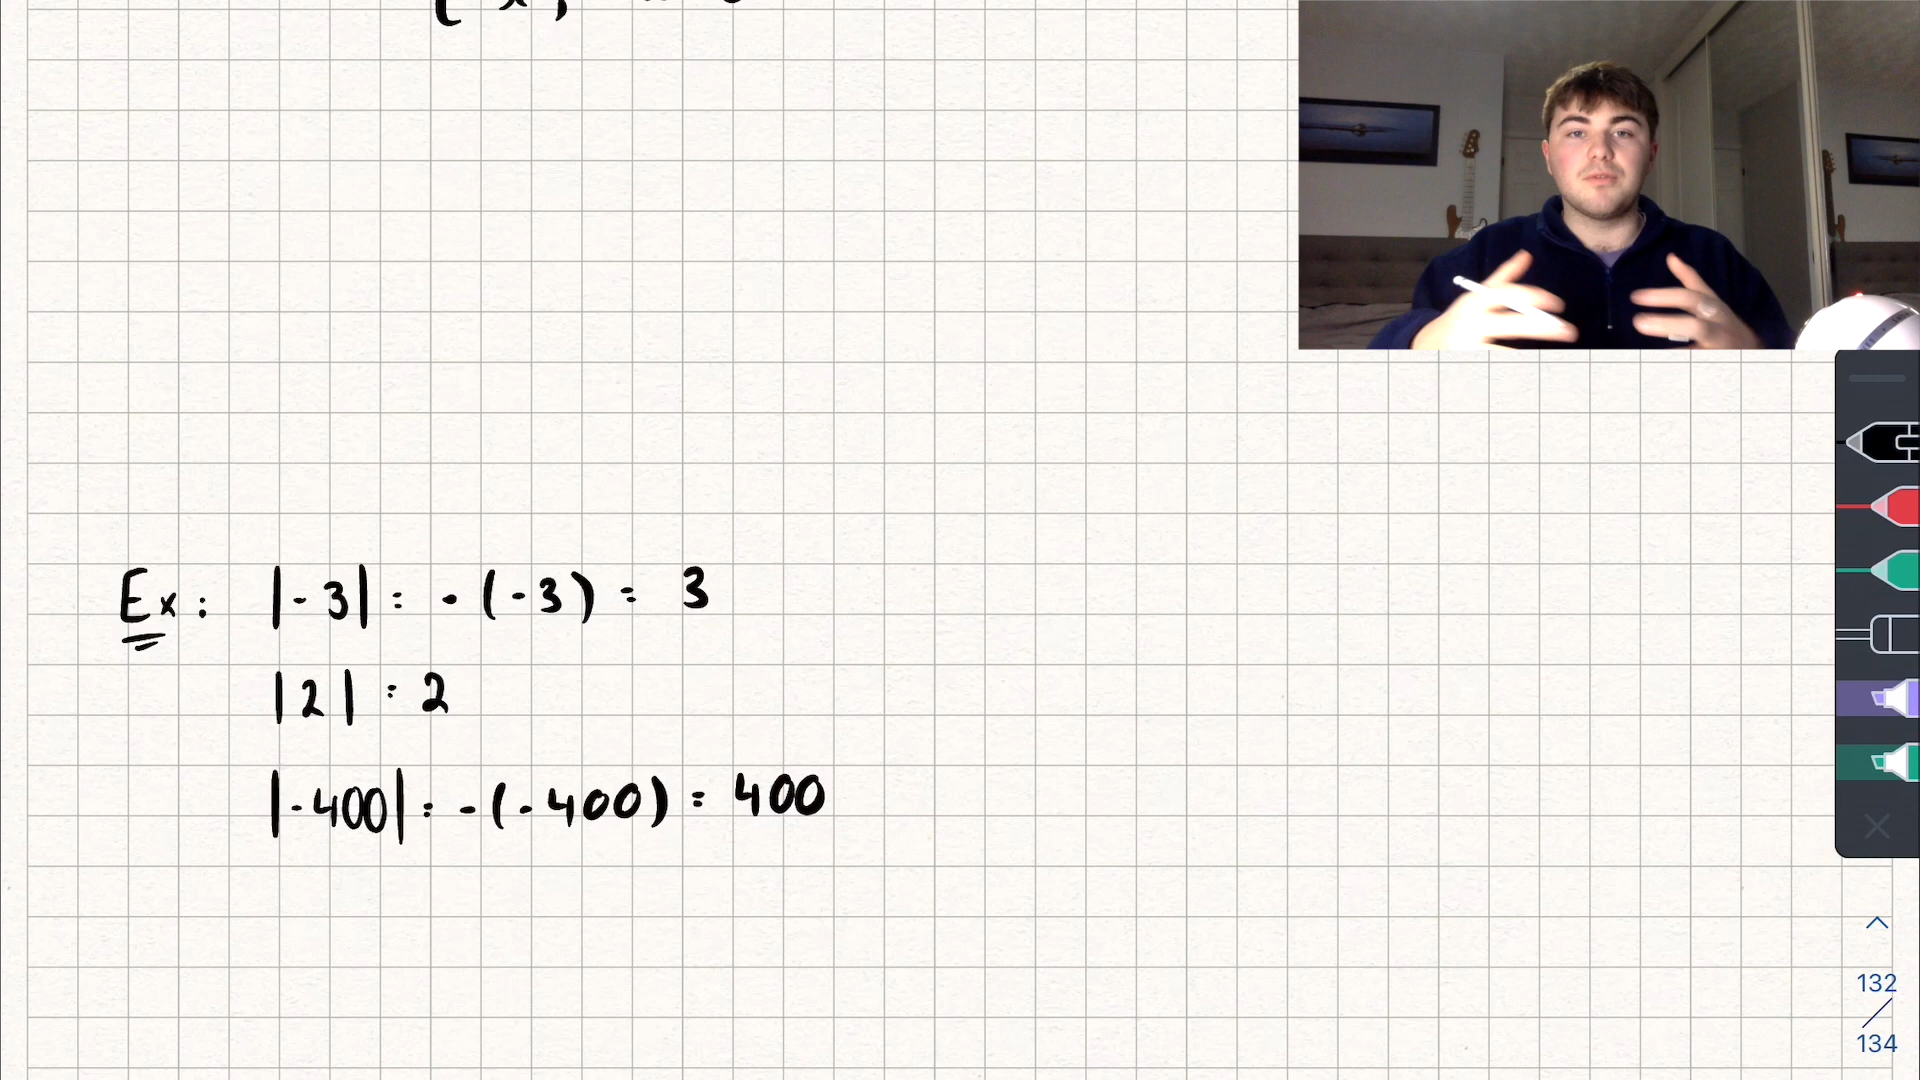 Ex: |-3| = -(-3) = 3
|2| = 2
|-400| = -(-400) = 400
132
/
134